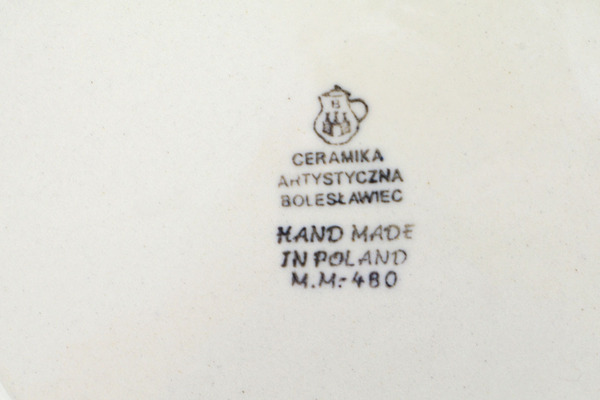 B
CERAMIKA
ARTYSTYCZNA
BOLESŁAWIEC
HAND MADE
IN POLAND
M.M.-480